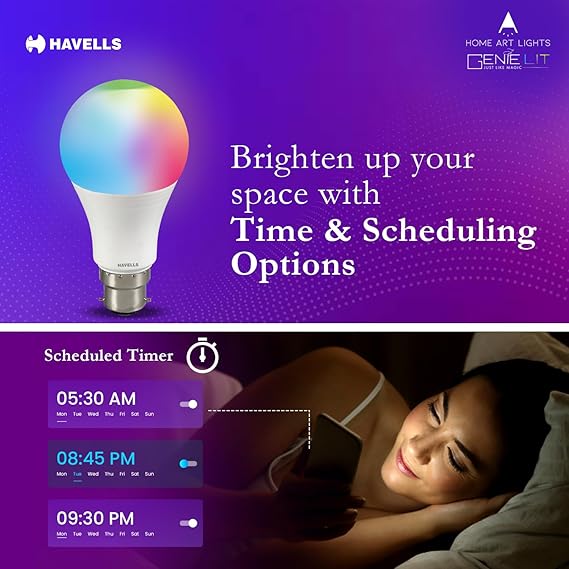 HAVELLS
HOME ART LIGHTS
GENIE LIT
JUST LIKE MAGIC
Brighten up your
space with
Time & Scheduling
Options
HAVELLS
Scheduled Timer
05:30 AM
Mon Tue Wed Thu Fri Sat Sun
08:45 PM
Mon Tue Wed Thu Fri Sat Sun
09:30 PM
Mon Tue Wed Thu Fri Sat Sun